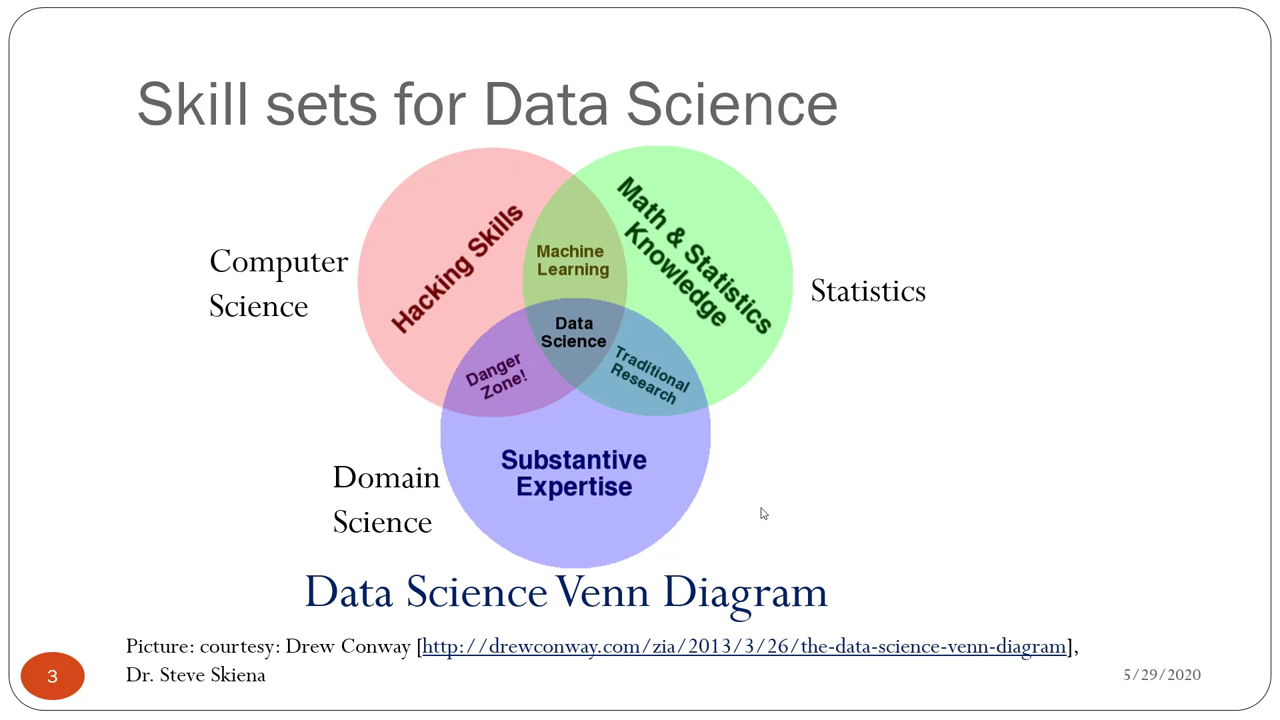 Skill sets for Data Science
Hacking Skills
Math & Statistics
Knowledge
Machine
Learning
Computer
Science
Statistics
Data
Science
Danger
Zone!
Traditional
Research
Substantive
Expertise
Domain
Science
Data Science Venn Diagram
Picture: courtesy: Drew Conway [http://drewconway.com/zia/2013/3/26/the-data-science-venn-diagram],
Dr. Steve Skiena
3
5/29/2020